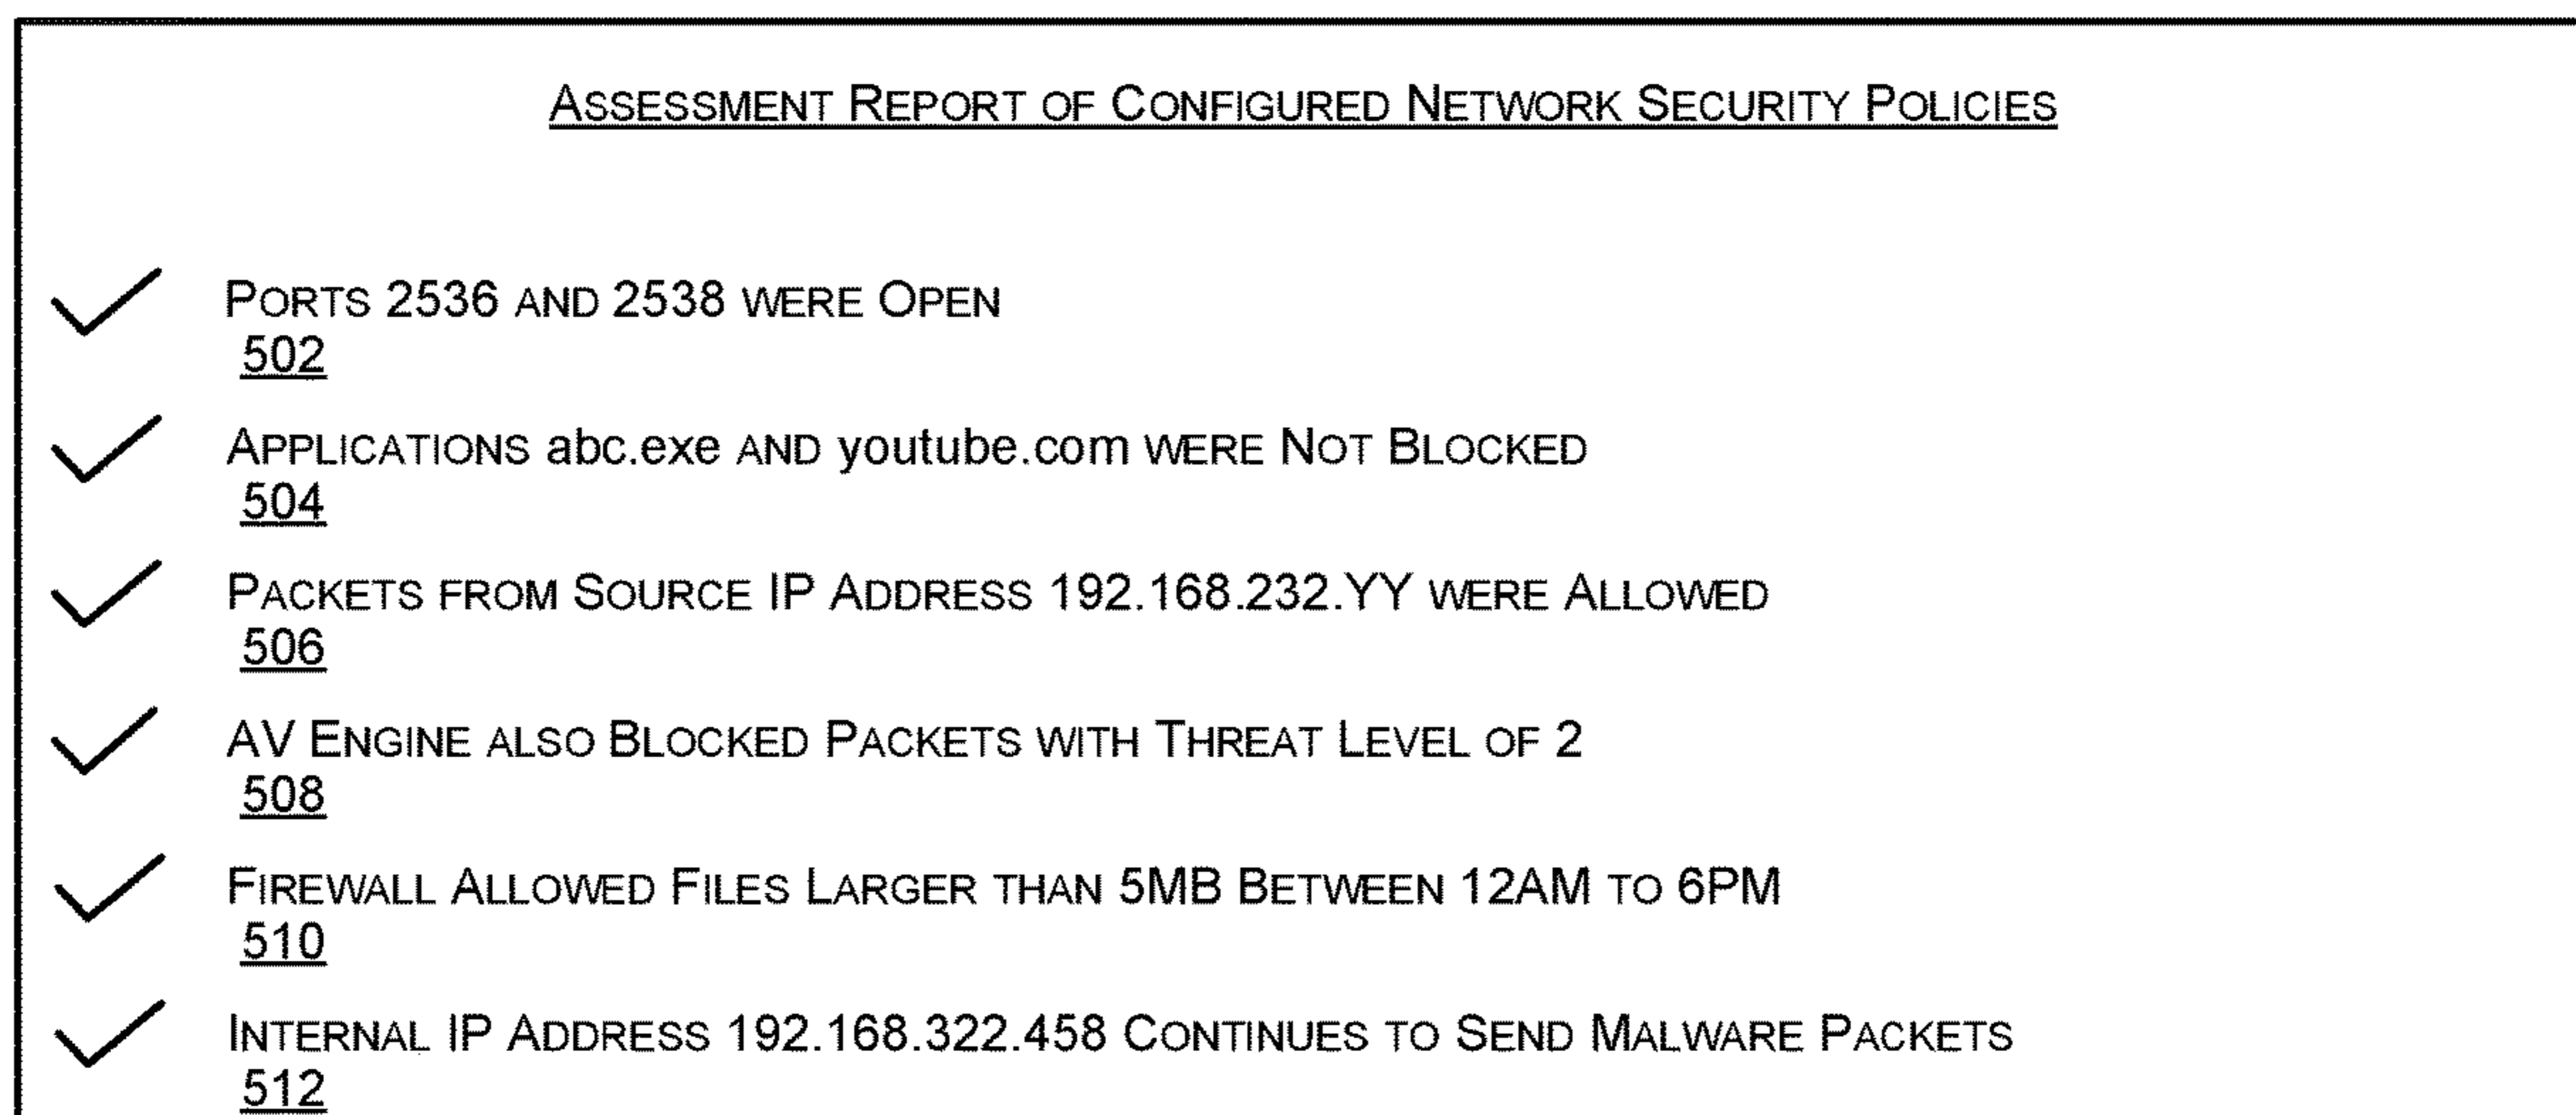 Assessment Report of Configured Network Security Policies
Ports 2536 and 2538 were Open
502
Applications abc.exe and youtube.com were Not Blocked
504
Packets from Source IP Address 192.168.232.YY were Allowed
506
AV Engine also Blocked Packets with Threat Level of 2
508
Firewall Allowed Files Larger than 5MB Between 12AM to 6PM
510
Internal IP Address 192.168.322.458 Continues to Send Malware Packets
512